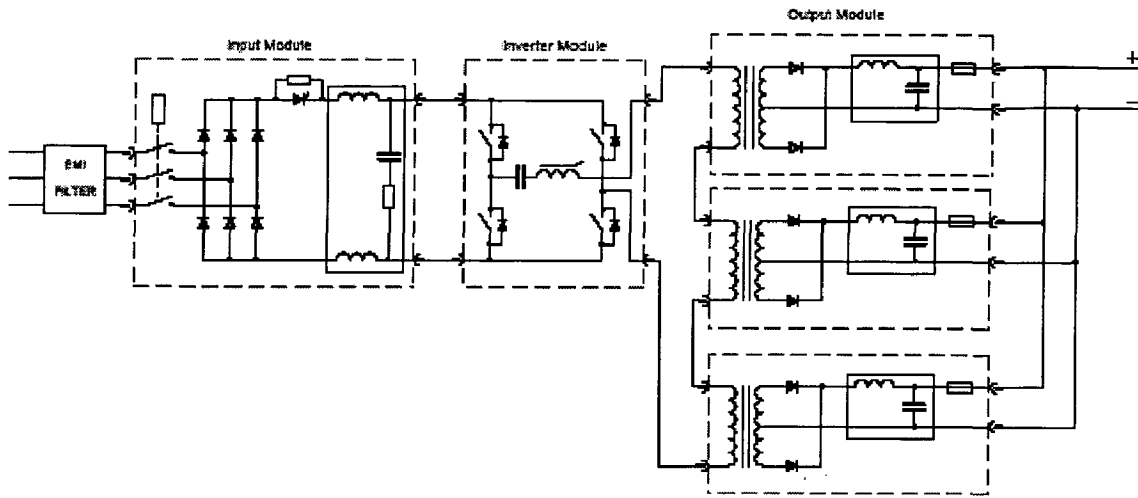 Output Module
Input Module
Inverter Module
EMI
FILTER
+
−